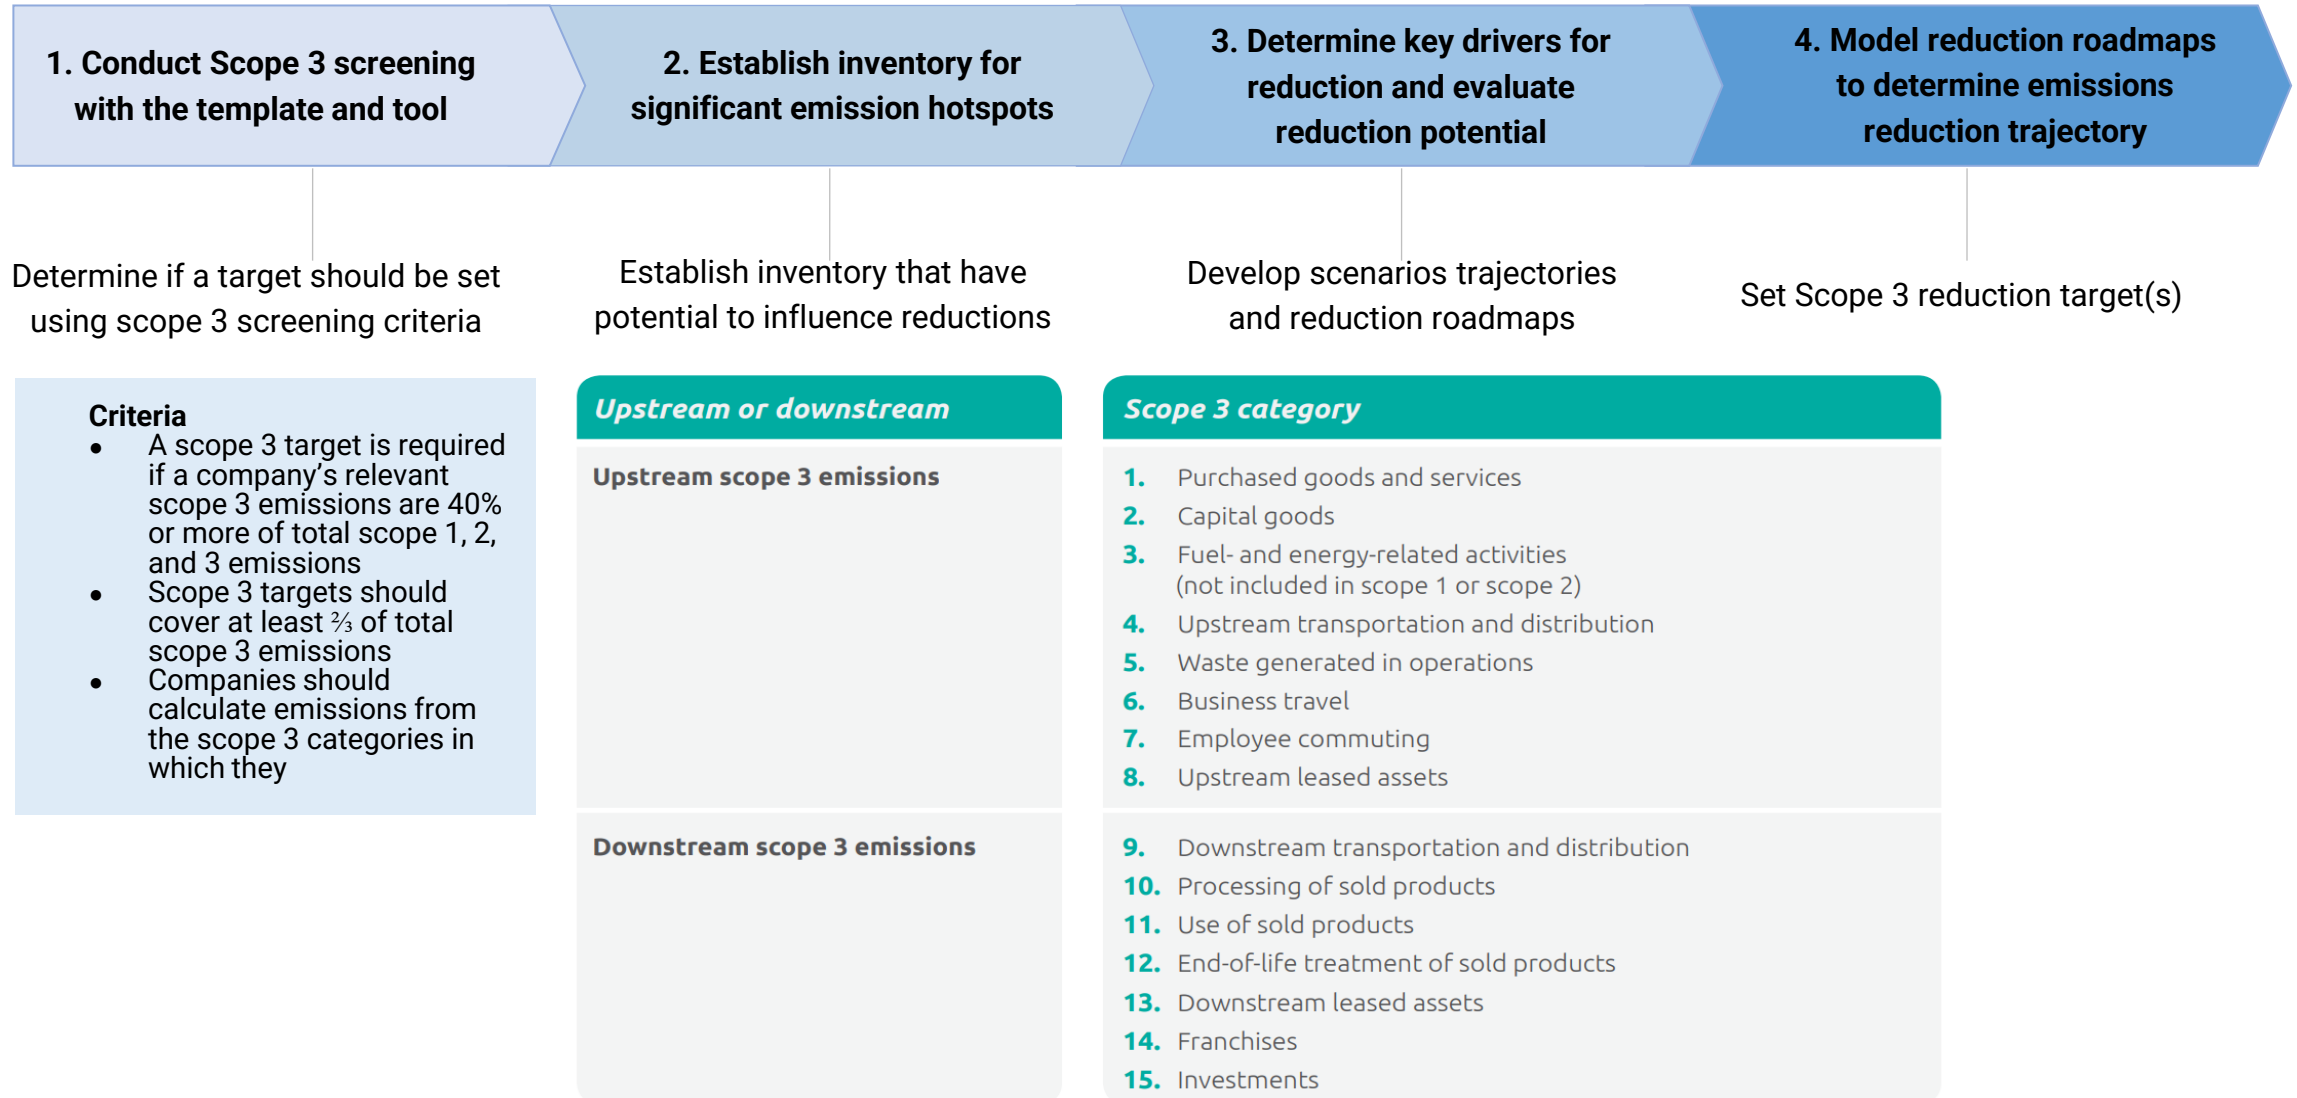 1. Conduct Scope 3 screening
with the template and tool
2. Establish inventory for
significant emission hotspots
3. Determine key drivers for
reduction and evaluate
reduction potential
4. Model reduction roadmaps
to determine emissions
reduction trajectory
Determine if a target should be set
using scope 3 screening criteria
Establish inventory that have
potential to influence reductions
Develop scenarios trajectories
and reduction roadmaps
Set Scope 3 reduction target(s)
Criteria
● A scope 3 target is required
if a company’s relevant
scope 3 emissions are 40%
or more of total scope 1, 2,
and 3 emissions
● Scope 3 targets should
cover at least ⅔ of total
scope 3 emissions
● Companies should
calculate emissions from
the scope 3 categories in
which they
Upstream or downstream
Scope 3 category
Upstream scope 3 emissions
1. Purchased goods and services
2. Capital goods
3. Fuel- and energy-related activities
(not included in scope 1 or scope 2)
4. Upstream transportation and distribution
5. Waste generated in operations
6. Business travel
7. Employee commuting
8. Upstream leased assets
Downstream scope 3 emissions
9. Downstream transportation and distribution
10. Processing of sold products
11. Use of sold products
12. End-of-life treatment of sold products
13. Downstream leased assets
14. Franchises
15. Investments